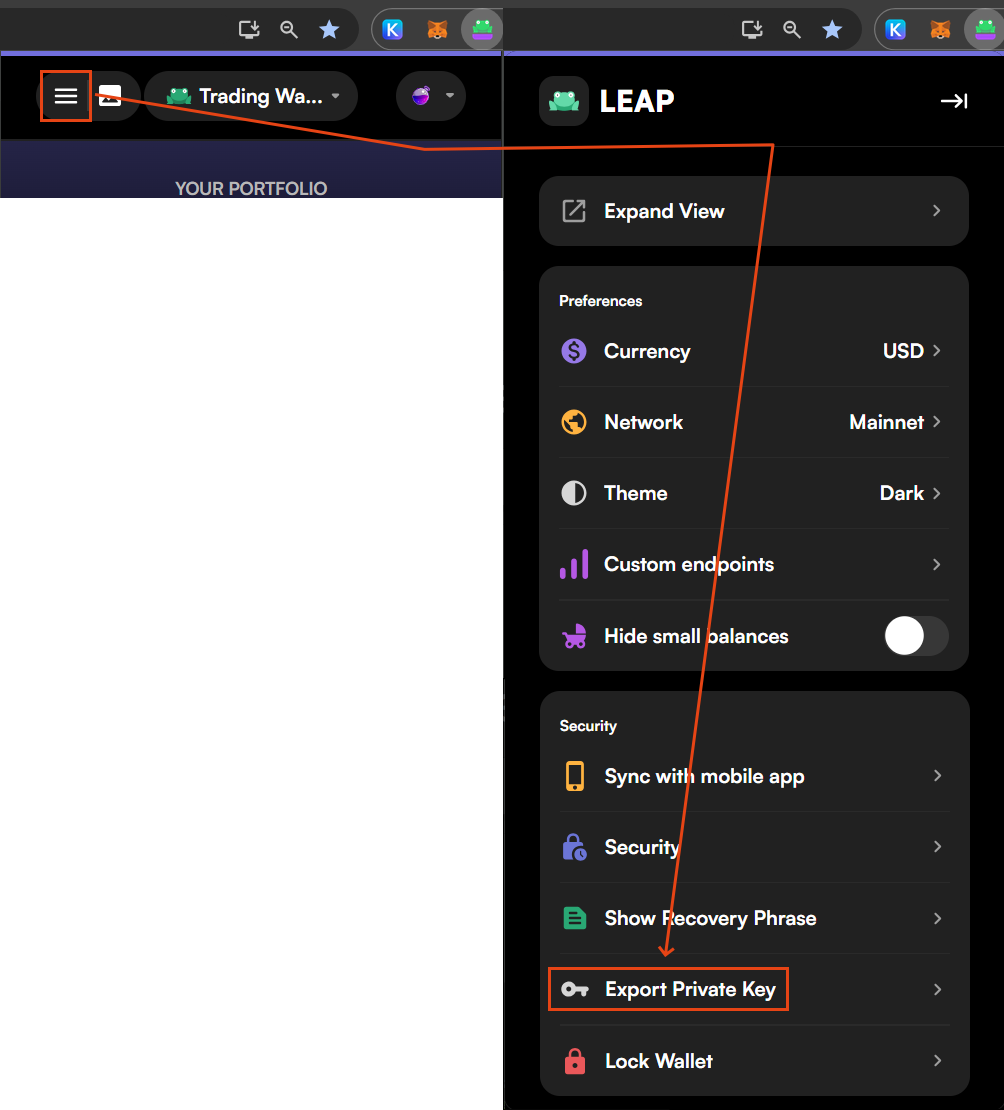 K
K
Trading Wa...
YOUR PORTFOLIO
LEAP
Expand View
Preferences
Currency USD
Network Mainnet
Theme Dark
Custom endpoints
Hide small balances
Security
Sync with mobile app
Security
Show Recovery Phrase
Export Private Key
Lock Wallet